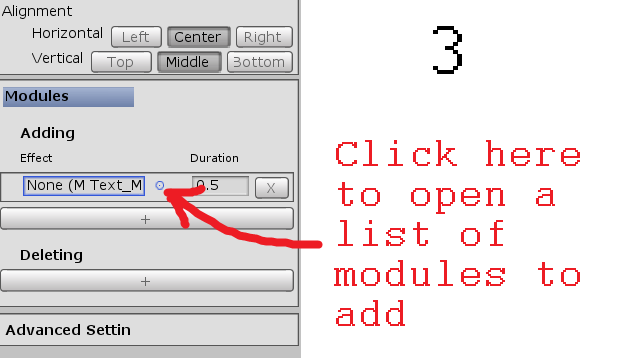 Alignment
Horizontal Left Center Right
Vertical Top Middle Bottom
Modules
Adding
Effect Duration
None (M Text_M 0.5 X
+
Deleting
+
Advanced Settin
3
Click here
to open a
list of
modules to
add